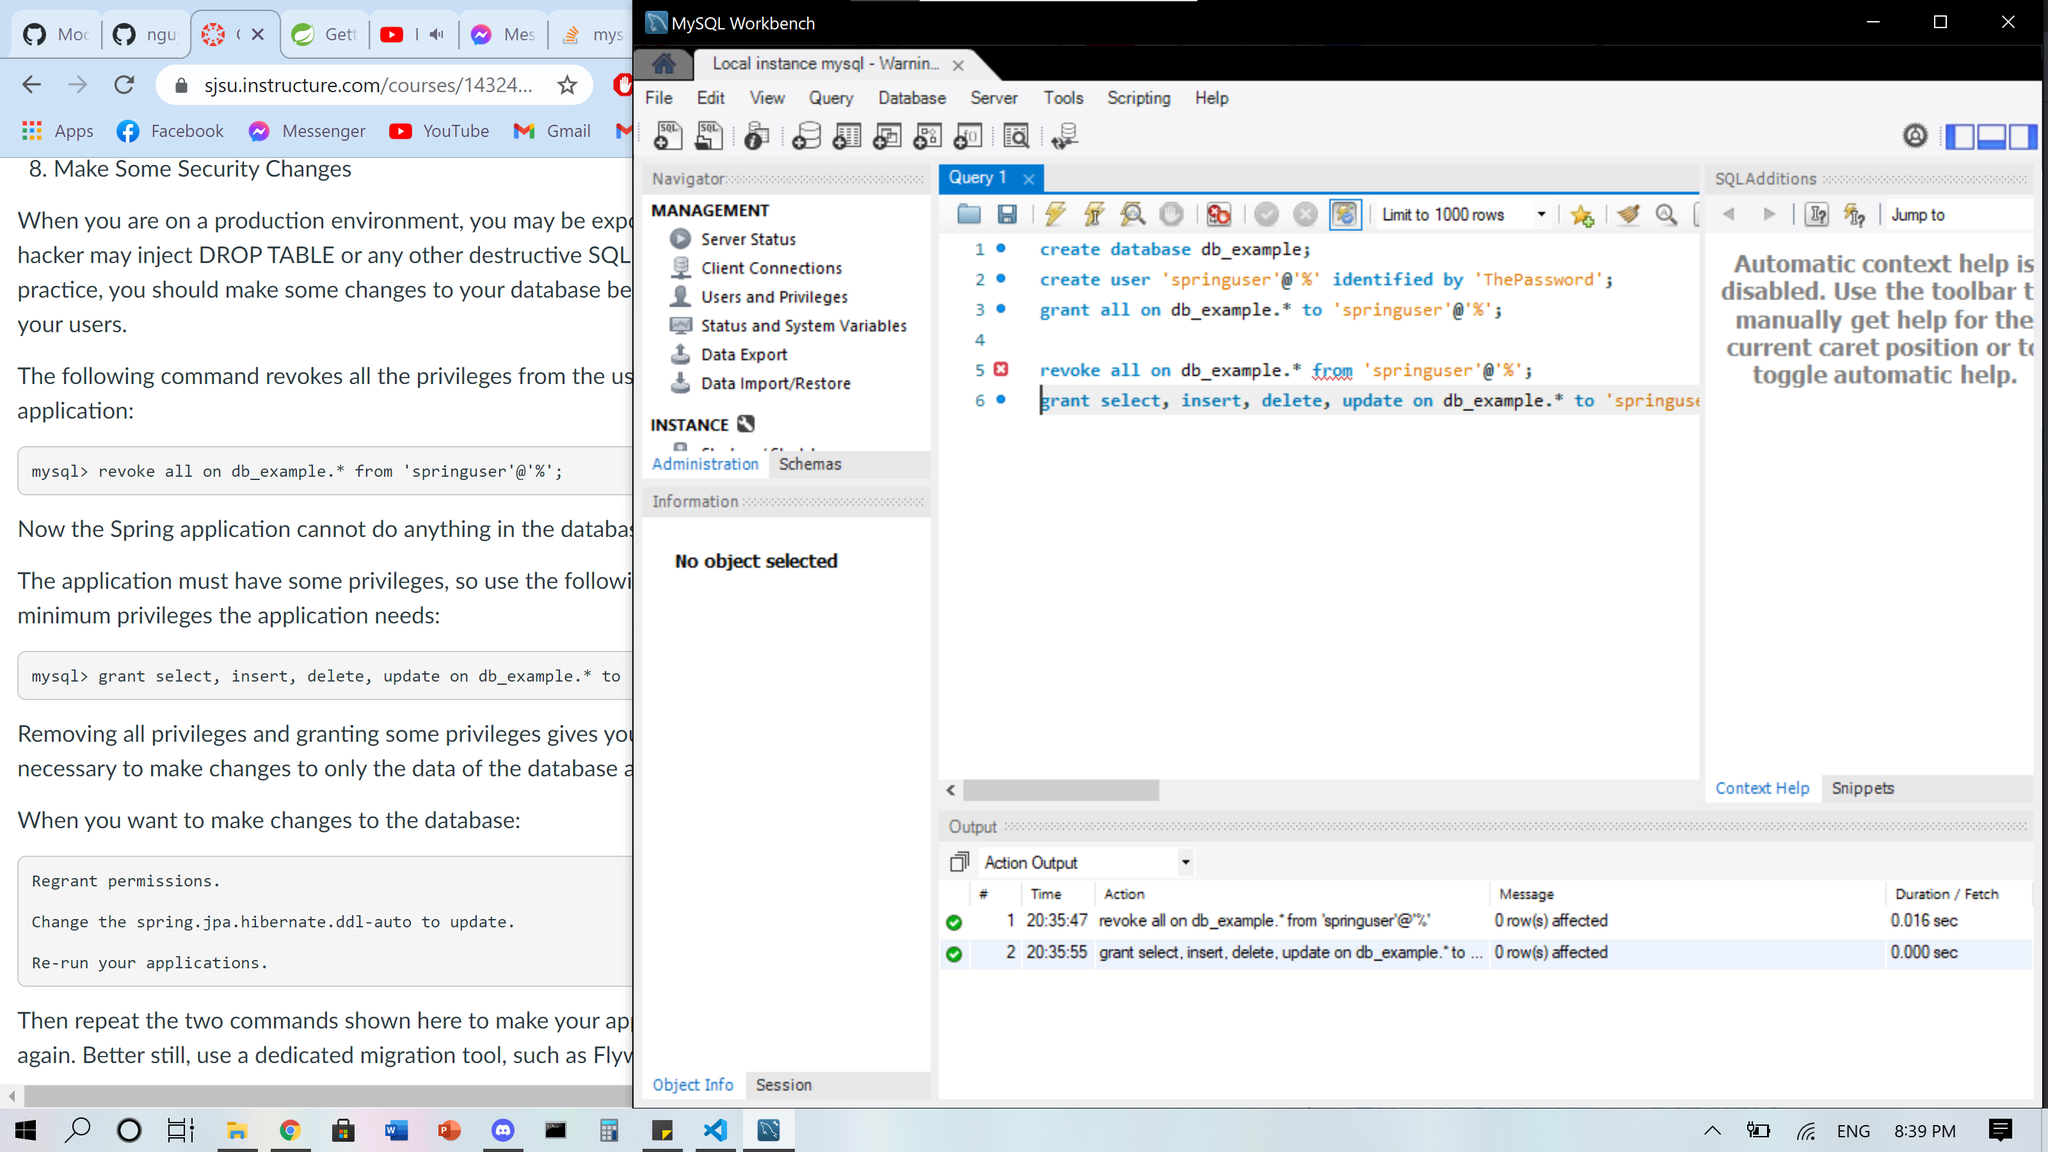 Moc
ngu
(
Gett
I
Mes
mys
sjsu.instructure.com/courses/14324...
Apps
Facebook
Messenger
YouTube
Gmail
8. Make Some Security Changes
When you are on a production environment, you may be exp
hacker may inject DROP TABLE or any other destructive SQL
practice, you should make some changes to your database be
your users.
The following command revokes all the privileges from the us
application:
mysql> revoke all on db_example.* from 'springuser'@'%';
Now the Spring application cannot do anything in the databas
The application must have some privileges, so use the followi
minimum privileges the application needs:
mysql> grant select, insert, delete, update on db_example.* to
Removing all privileges and granting some privileges gives you
necessary to make changes to only the data of the database a
When you want to make changes to the database:
Regrant permissions.
Change the spring.jpa.hibernate.ddl-auto to update.
Re-run your applications.
Then repeat the two commands shown here to make your app
again. Better still, use a dedicated migration tool, such as Flyw
MySQL Workbench
Local instance mysql - Warnin...
File Edit View Query Database Server Tools Scripting Help
Navigator
MANAGEMENT
Server Status
Client Connections
Users and Privileges
Status and System Variables
Data Export
Data Import/Restore
INSTANCE
Administration Schemas
Information
No object selected
Object Info Session
Query 1
Limit to 1000 rows
1 create database db_example;
2 create user 'springuser'@'%' identified by 'ThePassword';
3 grant all on db_example.* to 'springuser'@'%';
4
5 revoke all on db_example.* from 'springuser'@'%';
6 grant select, insert, delete, update on db_example.* to 'springuse
SQLAdditions
Jump to
Automatic context help is
disabled. Use the toolbar t
manually get help for the
current caret position or to
toggle automatic help.
Context Help Snippets
Output
Action Output
# Time Action Message Duration / Fetch
1 20:35:47 revoke all on db_example.* from 'springuser'@'%' 0 row(s) affected 0.016 sec
2 20:35:55 grant select, insert, delete, update on db_example.* to ... 0 row(s) affected 0.000 sec
ENG 8:39 PM